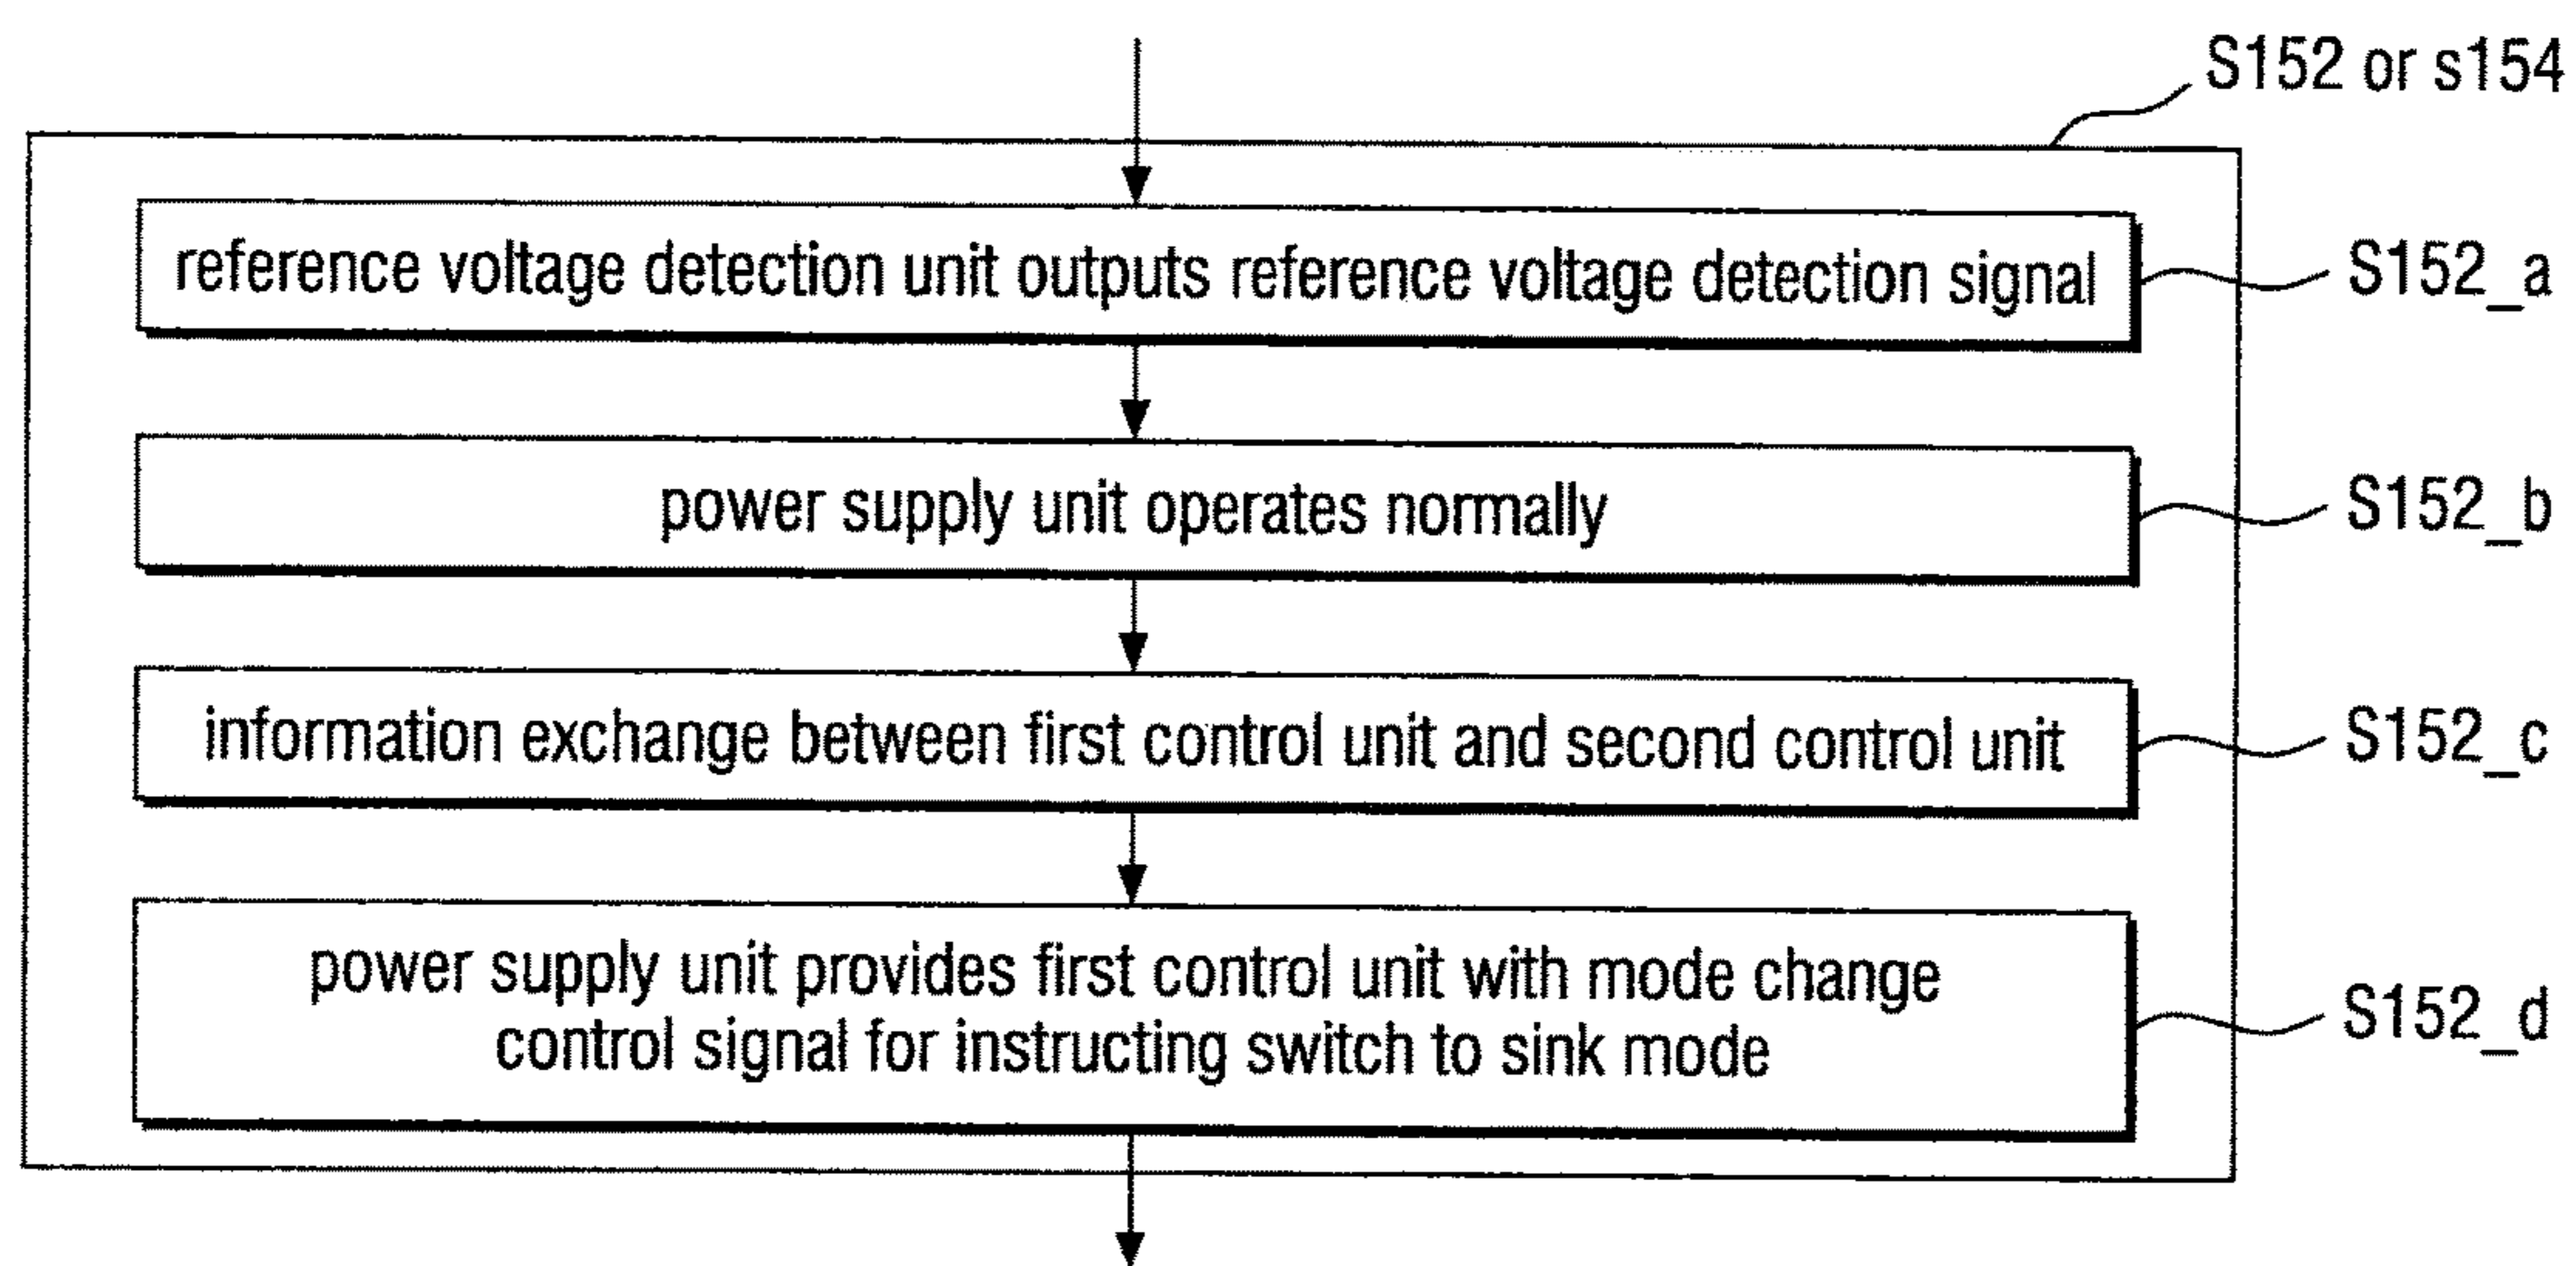 S152 or s154
reference voltage detection unit outputs reference voltage detection signal
S152_a
power supply unit operates normally
S152_b
information exchange between first control unit and second control unit
S152_c
power supply unit provides first control unit with mode change
control signal for instructing switch to sink mode
S152_d